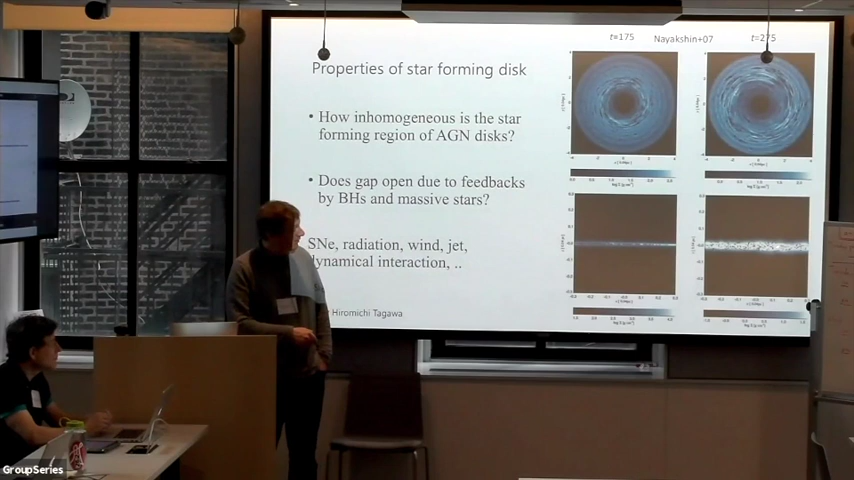 t=175
Nayakshin+07
t=275
Properties of star forming disk
• How inhomogeneous is the star
forming region of AGN disks?
• Does gap open due to feedbacks
by BHs and massive stars?
SNe, radiation, wind, jet,
dynamical interaction, ..
Hiromichi Tagawa
GroupSeries